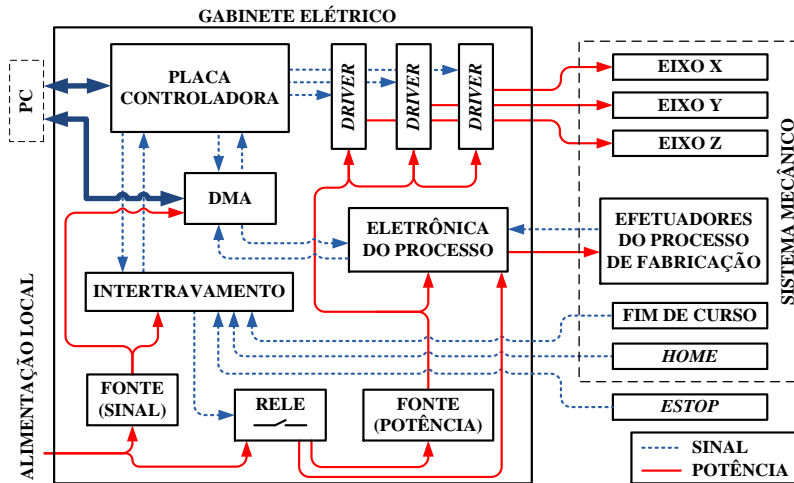 GABINETE ELÉTRICO
PC
PLACA
CONTROLADORA
DRIVER
DRIVER
DRIVER
EIXO X
EIXO Y
EIXO Z
SISTEMA MECÂNICO
DMA
ELETRÔNICA
DO PROCESSO
EFETUADORES
DO PROCESSO
DE FABRICAÇÃO
INTERTRAVAMENTO
FIM DE CURSO
HOME
ALIMENTAÇÃO LOCAL
FONTE
(SINAL)
RELE
FONTE
(POTÊNCIA)
ESTOP
SINAL
POTÊNCIA